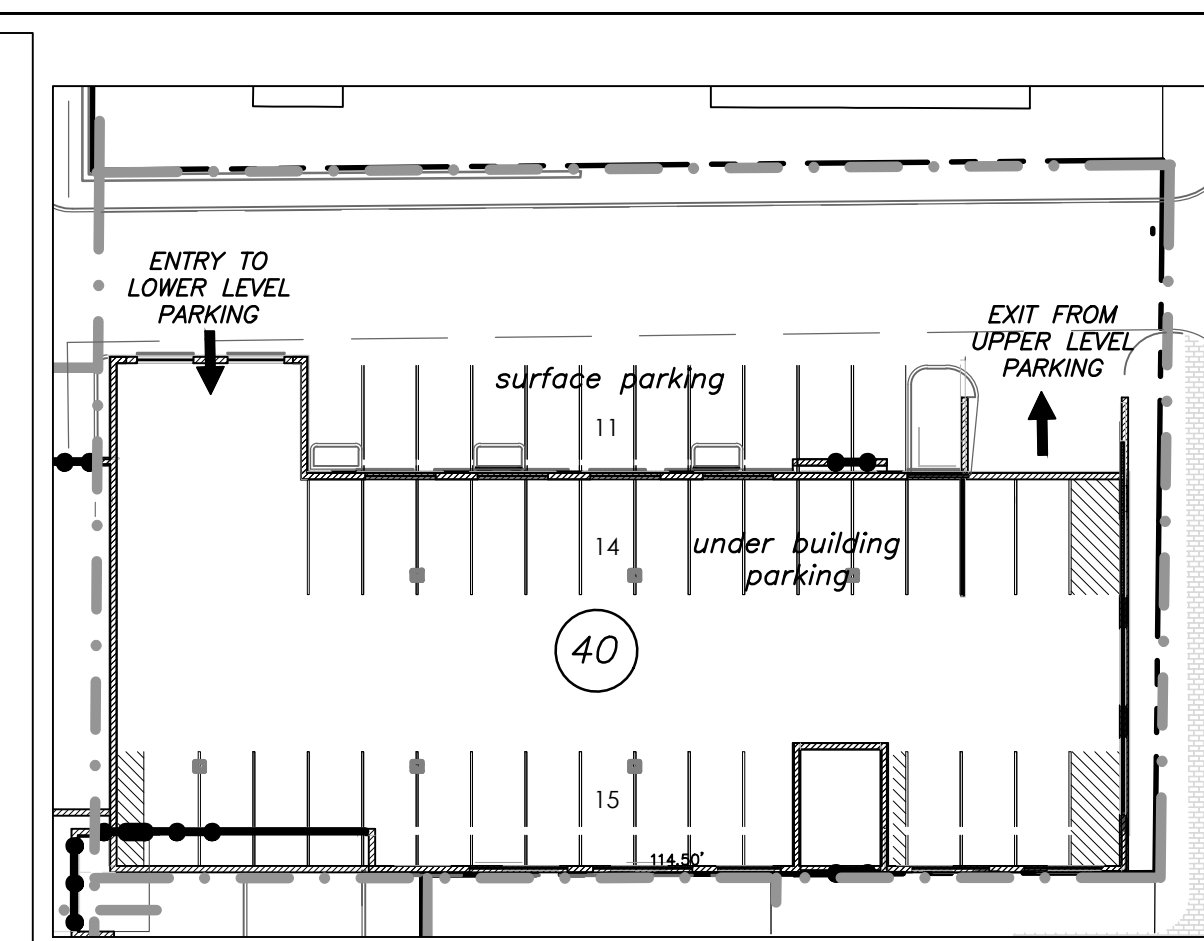 ENTRY TO
LOWER LEVEL
PARKING
EXIT FROM
UPPER LEVEL
PARKING
surface parking
11
14
under building
parking
40
15
114.50'